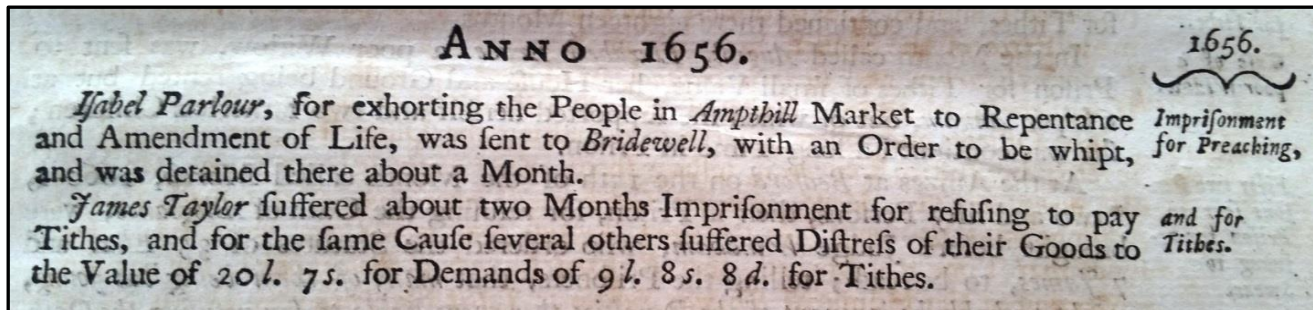 ANNO 1656.
1656.
Iſabel Parlour, for exhorting the People in Ampthill Market to Repentance
and Amendment of Life, was ſent to Bridewell, with an Order to be whipt,
and was detained there about a Month.
Impriſonment
for Preaching,
James Taylor ſuffered about two Months Impriſonment for refuſing to pay
Tithes, and for the ſame Cauſe ſeveral others ſuffered Diſtreſs of their Goods to
the Value of 20 l. 7 s. for Demands of 9 l. 8 s. 8 d. for Tithes.
and for
Tithes.